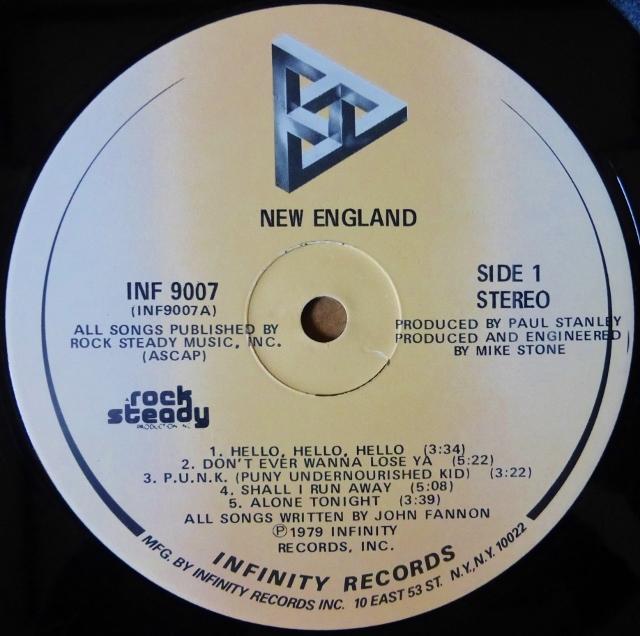 NEW ENGLAND
INF 9007
(INF9007A)
ALL SONGS PUBLISHED BY
ROCK STEADY MUSIC, INC.
(ASCAP)
SIDE 1
STEREO
PRODUCED BY PAUL STANLEY
PRODUCED AND ENGINEERED
BY MIKE STONE
a rock
steady
PRODUCTION INC
1. HELLO, HELLO, HELLO (3:34)
2. DON'T EVER WANNA LOSE YA (5:22)
3. P.U.N.K. (PUNY UNDERNOURISHED KID) (3:22)
4. SHALL I RUN AWAY (5:08)
5. ALONE TONIGHT (3:39)
ALL SONGS WRITTEN BY JOHN FANNON
Ⓟ1979 INFINITY
RECORDS, INC.
INFINITY RECORDS
MFG. BY INFINITY RECORDS INC. 10 EAST 53 ST. N.Y., N.Y. 10022